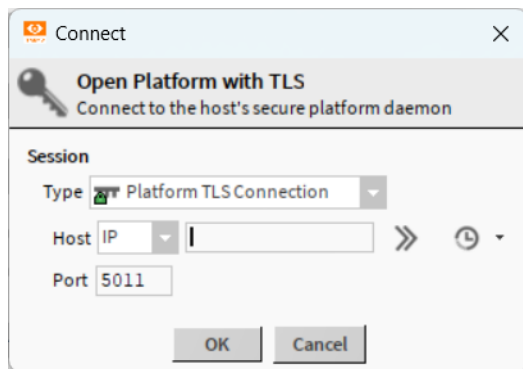 Connect
Open Platform with TLS
Connect to the host's secure platform daemon
Session
Type Platform TLS Connection
Host IP
Port 5011
OK Cancel